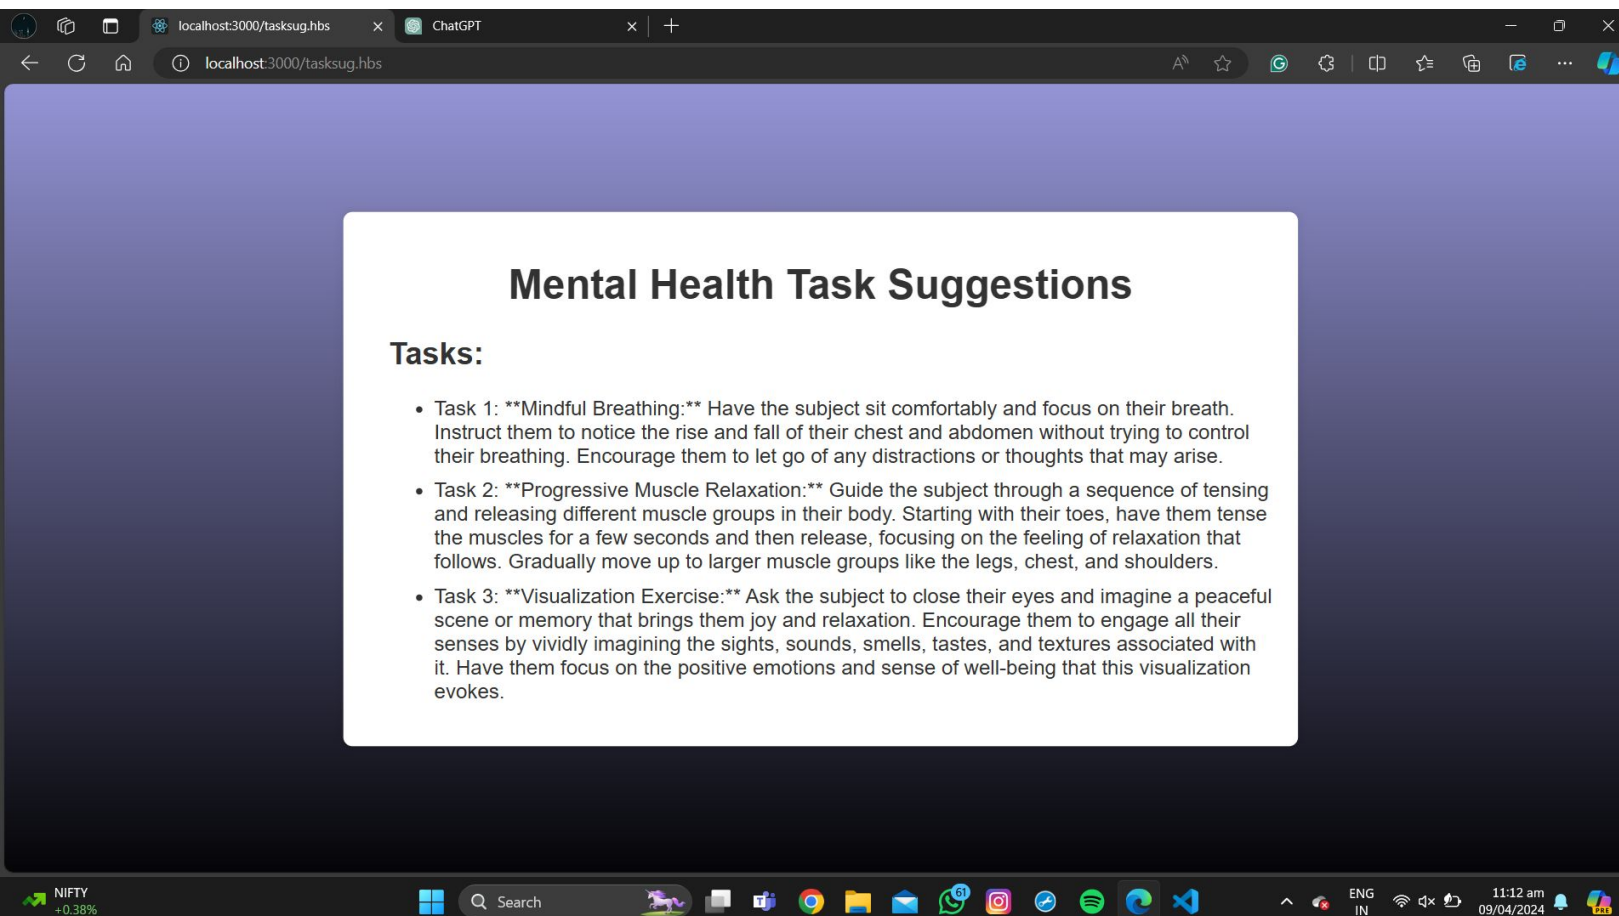 localhost:3000/tasksug.hbs
ChatGPT
localhost:3000/tasksug.hbs
Mental Health Task Suggestions
Tasks:
• Task 1: **Mindful Breathing:** Have the subject sit comfortably and focus on their breath.
Instruct them to notice the rise and fall of their chest and abdomen without trying to control
their breathing. Encourage them to let go of any distractions or thoughts that may arise.
• Task 2: **Progressive Muscle Relaxation:** Guide the subject through a sequence of tensing
and releasing different muscle groups in their body. Starting with their toes, have them tense
the muscles for a few seconds and then release, focusing on the feeling of relaxation that
follows. Gradually move up to larger muscle groups like the legs, chest, and shoulders.
• Task 3: **Visualization Exercise:** Ask the subject to close their eyes and imagine a peaceful
scene or memory that brings them joy and relaxation. Encourage them to engage all their
senses by vividly imagining the sights, sounds, smells, tastes, and textures associated with
it. Have them focus on the positive emotions and sense of well-being that this visualization
evokes.
NIFTY
+0.38%
Search
61
ENG
IN
11:12 am
09/04/2024
PRE